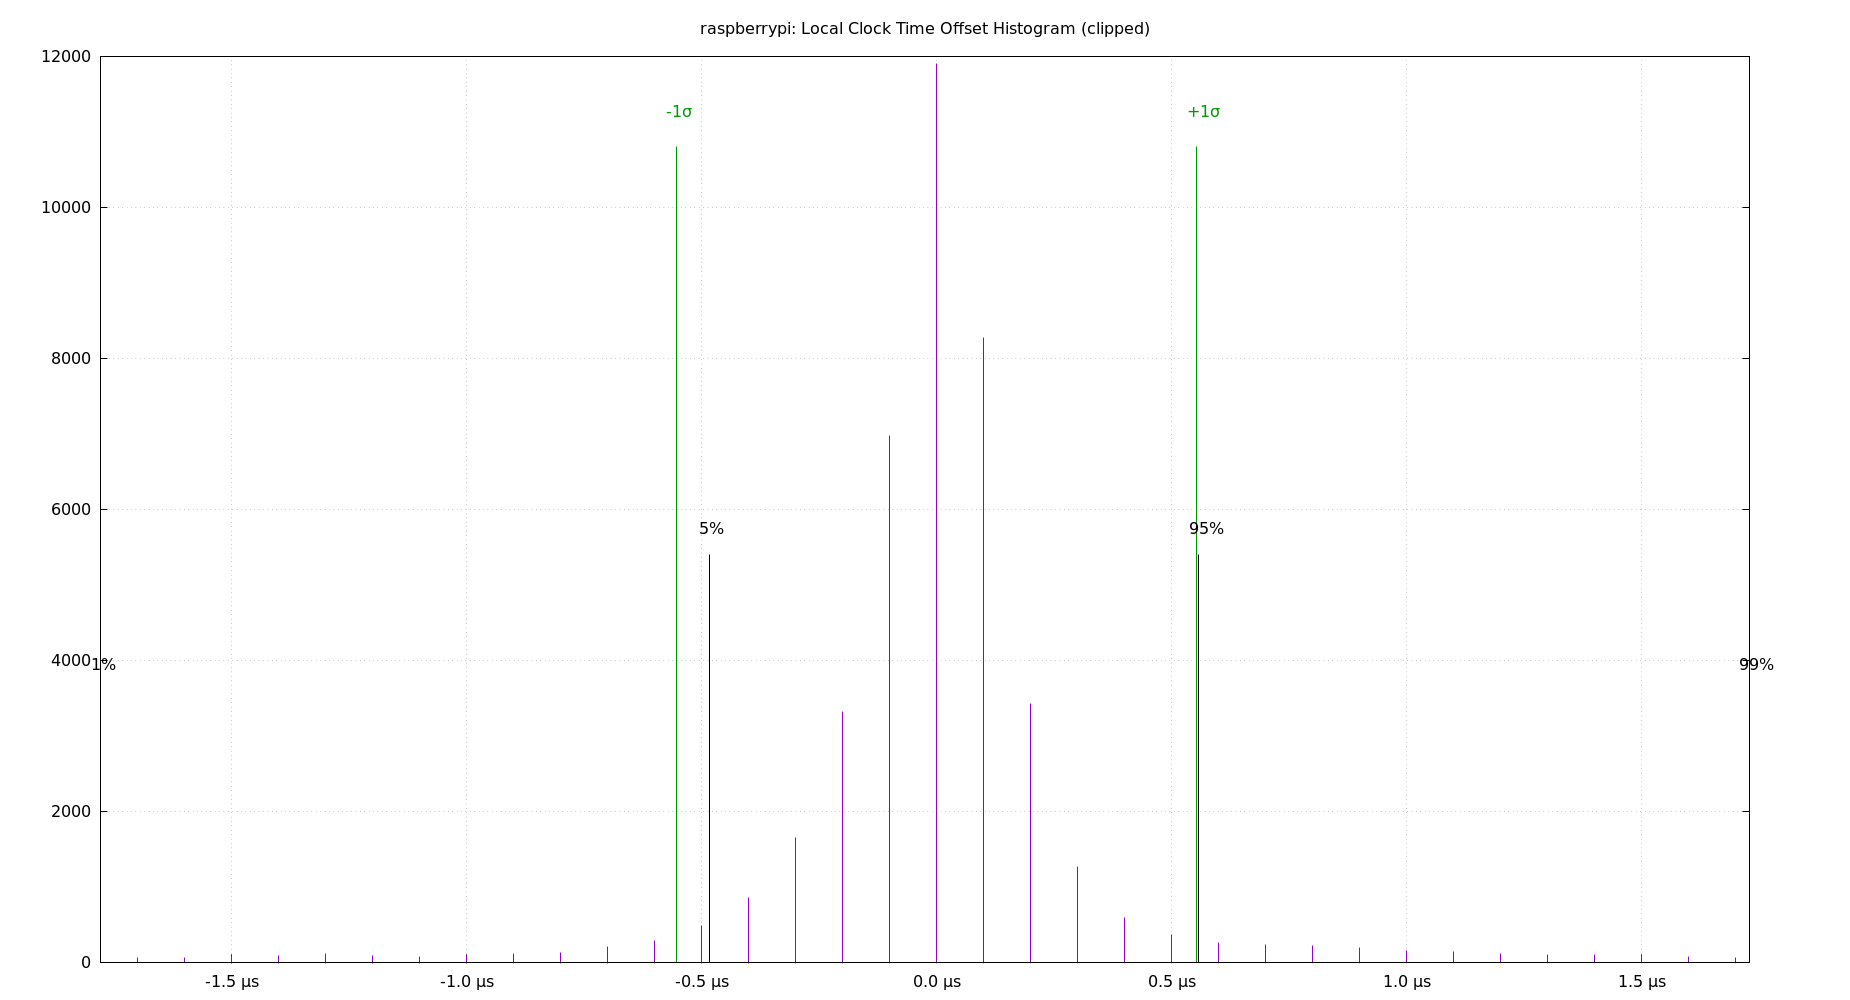 raspberrypi: Local Clock Time Offset Histogram (clipped)
12000
-1σ
+1σ
10000
8000
6000
5%
95%
4000
1%
99%
2000
0
-1.5 µs
-1.0 µs
-0.5 µs
0.0 µs
0.5 µs
1.0 µs
1.5 µs